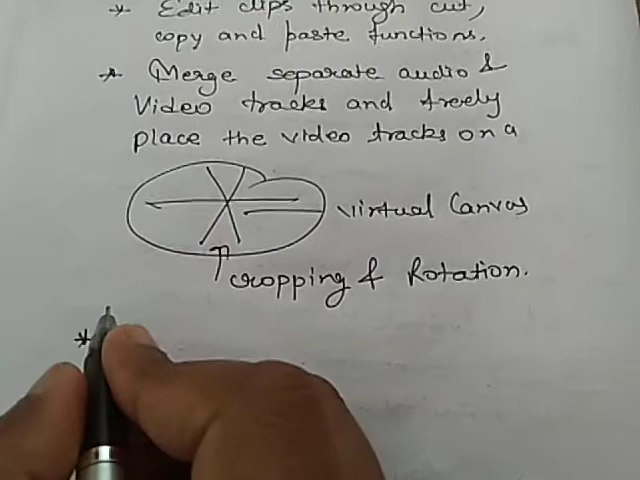 * Edit clips through cut,
copy and paste functions.
* Merge separate audio &
Video tracks and freely
place the video tracks on a
Virtual Canvas
cropping & Rotation.
*